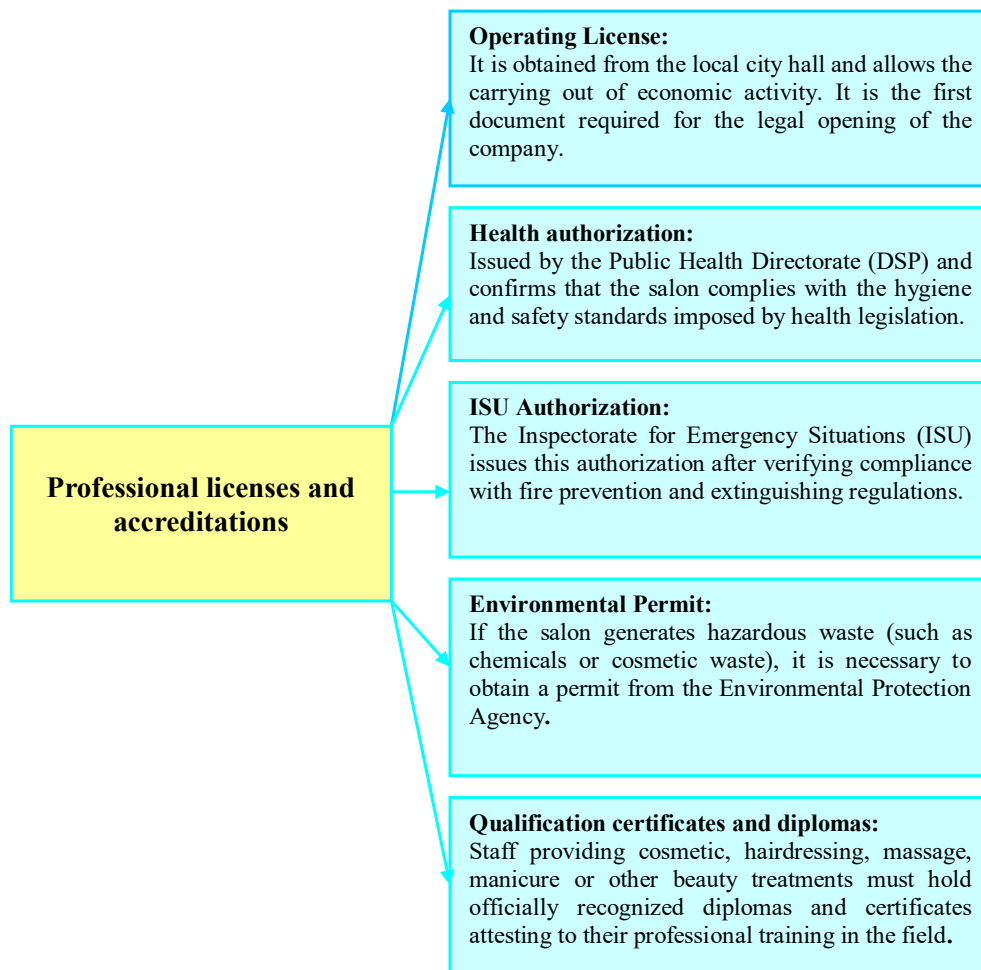 Operating License:
It is obtained from the local city hall and allows the
carrying out of economic activity. It is the first
document required for the legal opening of the
company.
Health authorization:
Issued by the Public Health Directorate (DSP) and
confirms that the salon complies with the hygiene
and safety standards imposed by health legislation.
ISU Authorization:
The Inspectorate for Emergency Situations (ISU)
issues this authorization after verifying compliance
with fire prevention and extinguishing regulations.
Professional licenses and
accreditations
Environmental Permit:
If the salon generates hazardous waste (such as
chemicals or cosmetic waste), it is necessary to
obtain a permit from the Environmental Protection
Agency.
Qualification certificates and diplomas:
Staff providing cosmetic, hairdressing, massage,
manicure or other beauty treatments must hold
officially recognized diplomas and certificates
attesting to their professional training in the field.